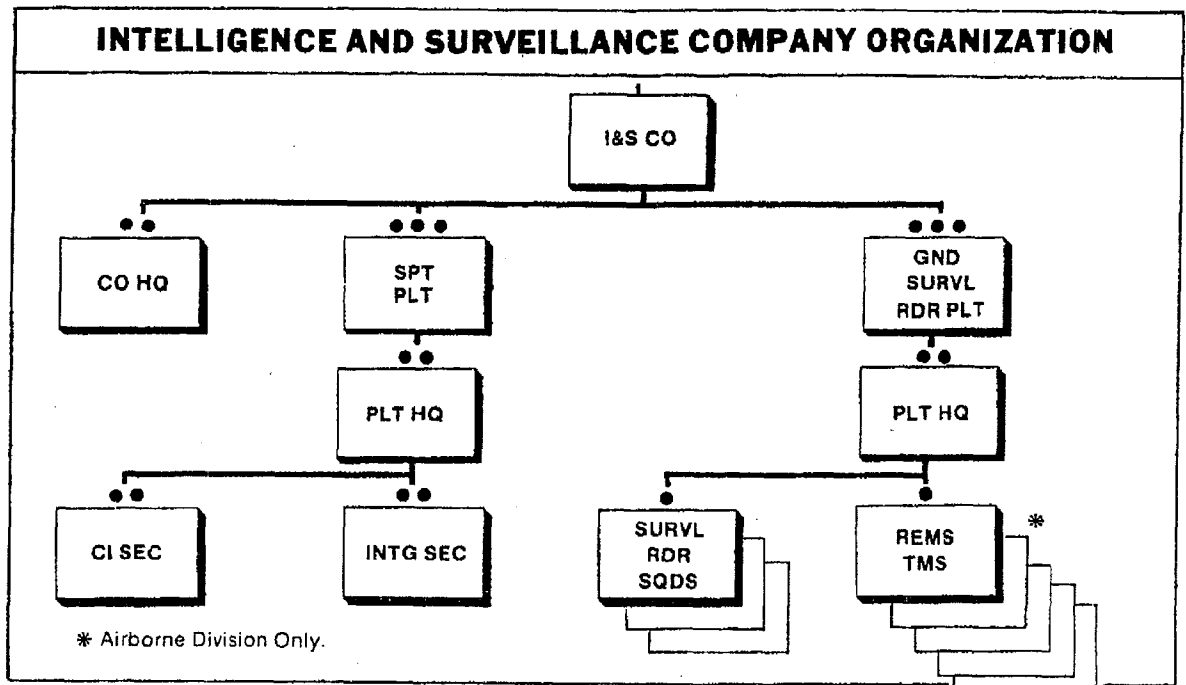 INTELLIGENCE AND SURVEILLANCE COMPANY ORGANIZATION
I&S CO
CO HQ
SPT
PLT
GND
SURVL
RDR PLT
PLT HQ
PLT HQ
CI SEC
INTG SEC
SURVL
RDR
SQDS
REMS
TMS
*
* Airborne Division Only.